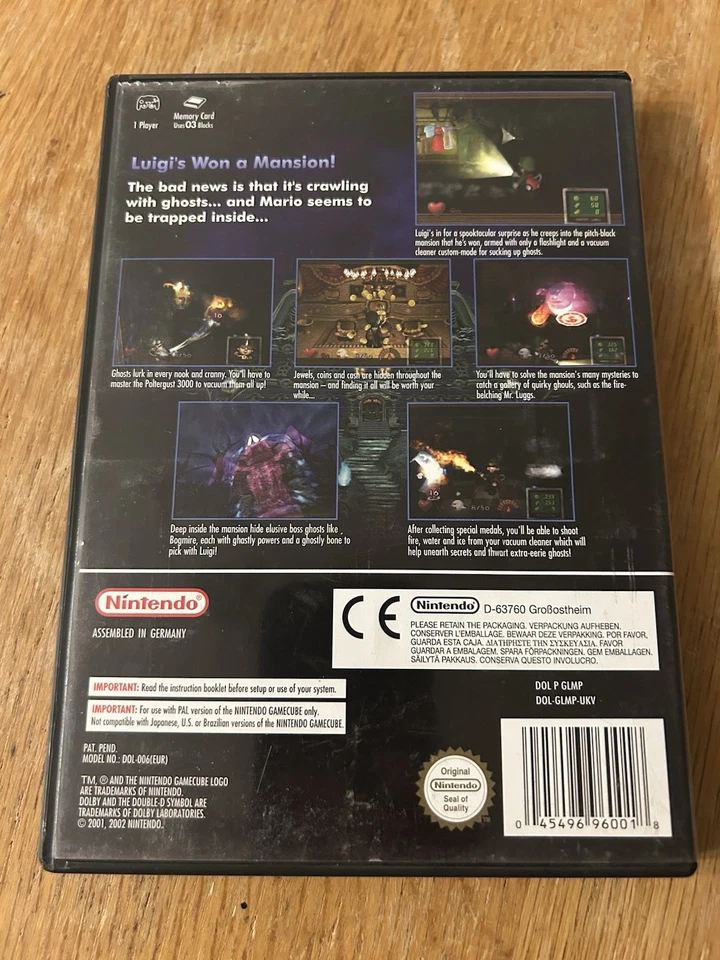 1 Player
Memory Card
Uses 03 Blocks
Luigi's Won a Mansion!
The bad news is that it's crawling
with ghosts... and Mario seems to
be trapped inside...
Luigi's in for a spooktacular surprise as he creeps into the pitch-black
mansion that he's won, armed with only a flashlight and a vacuum
cleaner custom-made for sucking up ghosts.
Ghosts lurk in every nook and cranny. You'll have to
master the Poltergust 3000 to vacuum them all up!
Jewels, coins and cash are hidden throughout the
mansion – and finding it all will be worth your
while...
You'll have to solve the mansion's many mysteries to
catch a gallery of quirky ghouls, such as the fire-
belching Mr. Luggs.
Deep inside the mansion hide elusive boss ghosts like
Bogmire, each with ghastly powers and a ghostly bone to
pick with Luigi!
After collecting special medals, you'll be able to shoot
fire, water and ice from your vacuum cleaner which will
help unearth secrets and thwart extra-eerie ghosts!
Nintendo®
ASSEMBLED IN GERMANY
CE Nintendo D-63760 Großostheim
PLEASE RETAIN THE PACKAGING. VERPACKUNG AUFHEBEN.
CONSERVER L'EMBALLAGE. BEWAAR DEZE VERPAKKING. POR FAVOR,
GUARDA ESTA CAJA. ΔΙΑΤΗΡΗΣΤΕ ΤΗΝ ΣΥΣΚΕΥΑΣΙΑ. FAVOR
GUARDAR A EMBALAGEM. SPARA FÖRPACKNINGEN. GEM EMBALLAGEN.
SÄILYTÄ PAKKAUS. CONSERVA QUESTO INVOLUCRO.
IMPORTANT: Read the instruction booklet before setup or use of your system.
IMPORTANT: For use with PAL version of the NINTENDO GAMECUBE only.
Not compatible with Japanese, U.S. or Brazilian versions of the NINTENDO GAMECUBE.
DOL P GLMP
DOL-GLMP-UKV
PAT. PEND.
MODEL NO.: DOL-006(EUR)
TM, ® AND THE NINTENDO GAMECUBE LOGO
ARE TRADEMARKS OF NINTENDO.
DOLBY AND THE DOUBLE-D SYMBOL ARE
TRADEMARKS OF DOLBY LABORATORIES.
© 2001, 2002 NINTENDO.
Original
Nintendo
Seal of
Quality
0 45496 96001 8